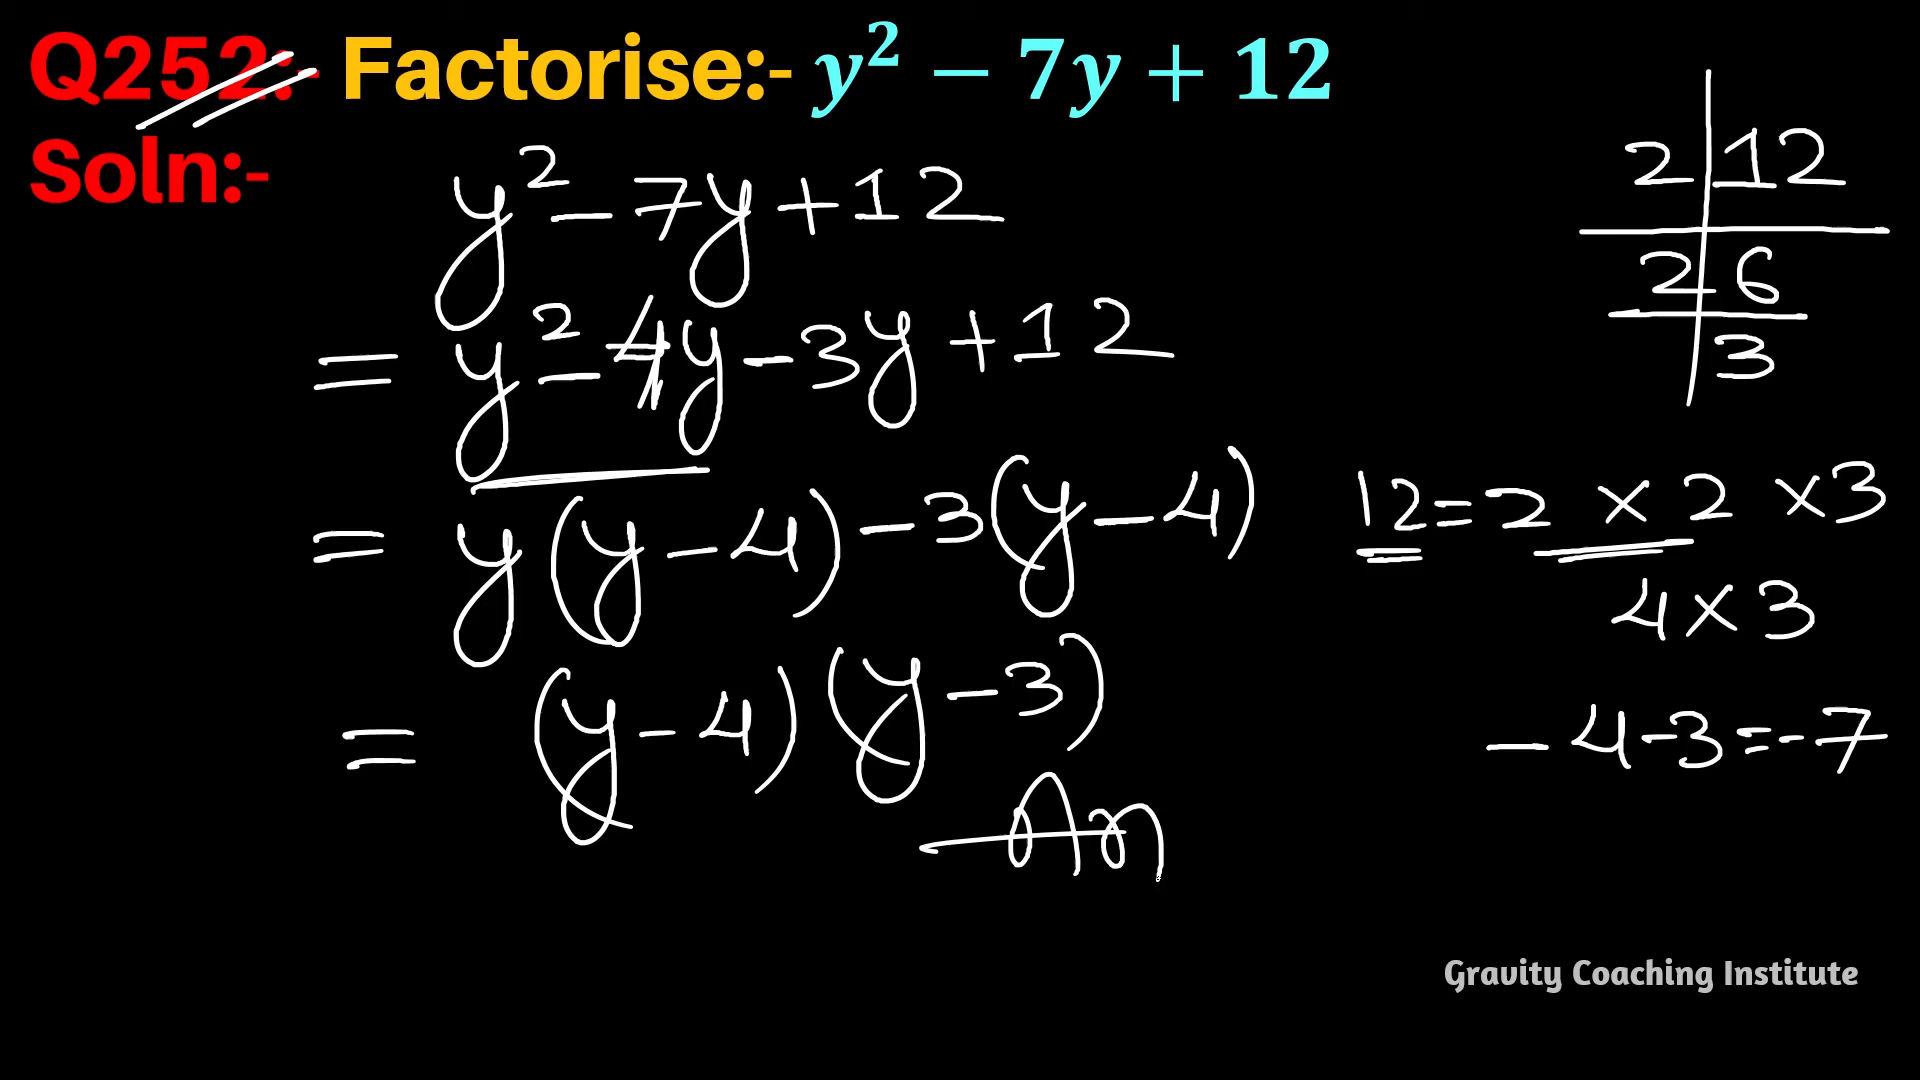 Q252:- Factorise:- y² − 7y + 12
Soln:-
y² - 7y + 12
= y² - 4y - 3y + 12
= y(y - 4) - 3(y - 4)
= (y - 4)(y - 3)
An
2 | 12
2 | 6
3
12 = 2 × 2 × 3
4 × 3
- 4 - 3 = - 7
Gravity Coaching Institute